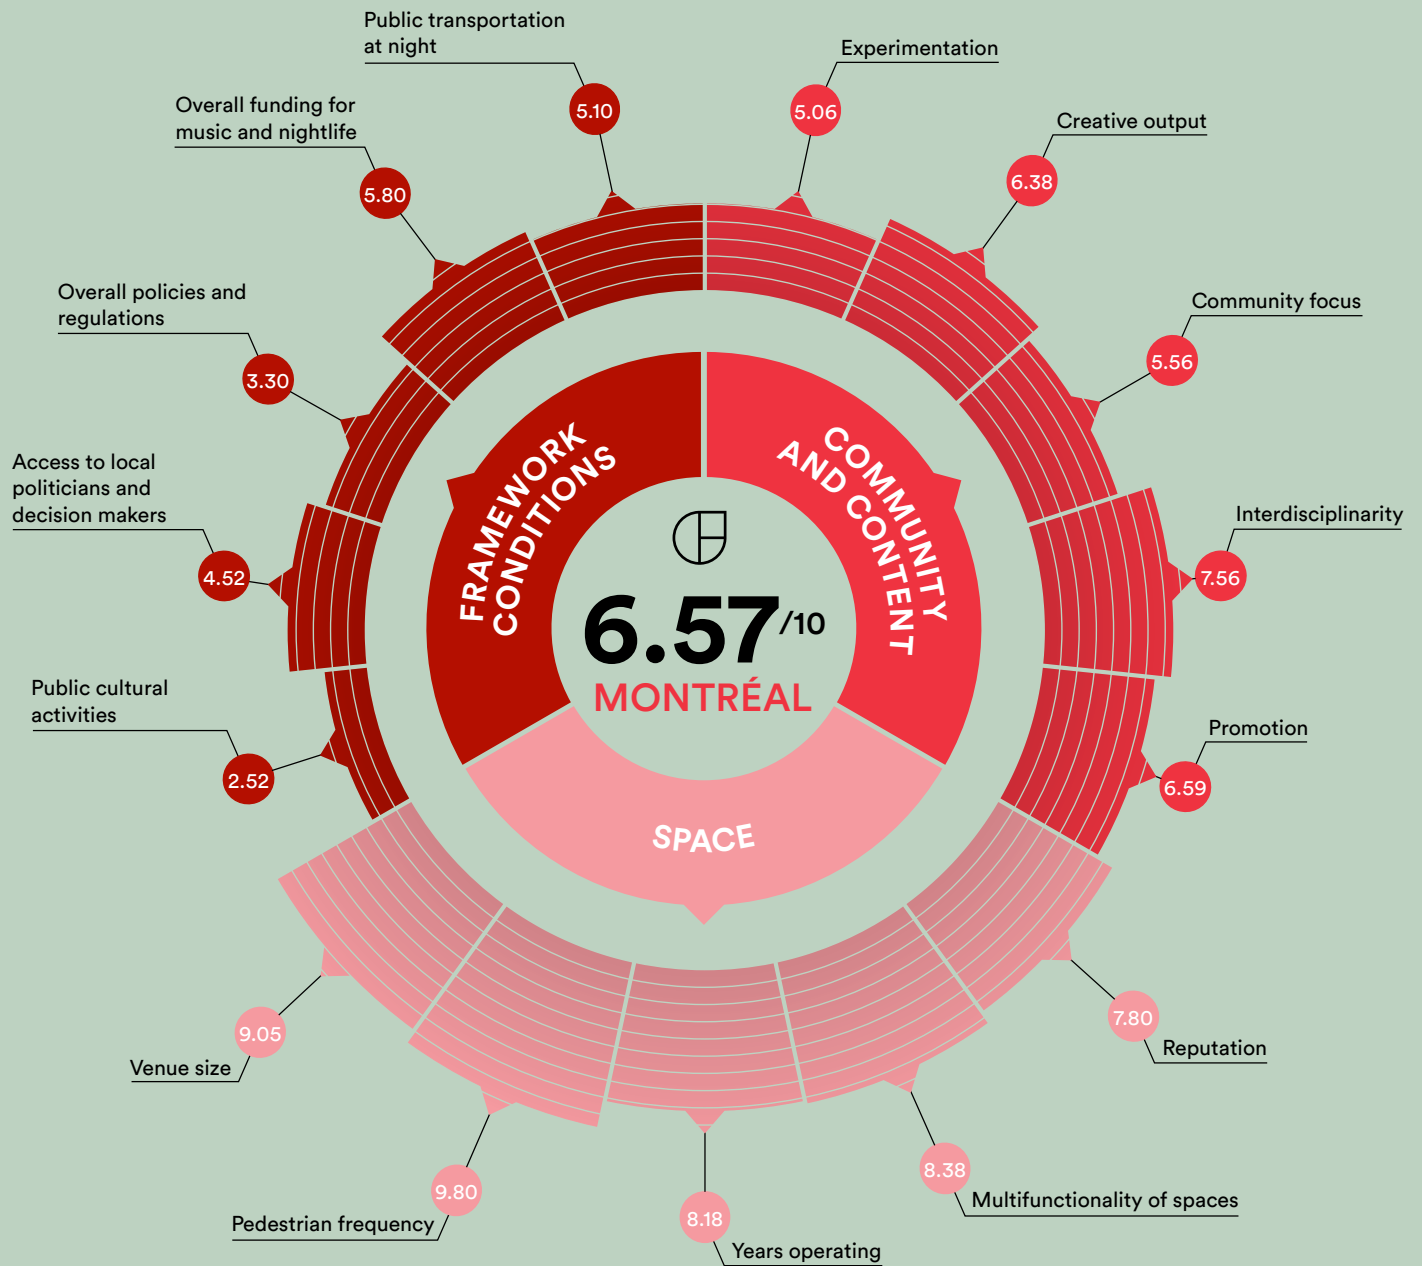 Public transportation
at night
5.10
Experimentation
5.06
Overall funding for
music and nightlife
5.80
Creative output
6.38
Overall policies and
regulations
3.30
Community focus
5.56
Access to local
politicians and
decision makers
4.52
Interdisciplinarity
7.56
Public cultural
activities
2.52
Promotion
6.59
FRAMEWORK
CONDITIONS
COMMUNITY
AND CONTENT
6.57/10
MONTRÉAL
SPACE
Venue size
9.05
Reputation
7.80
Pedestrian frequency
9.80
Multifunctionality of spaces
8.38
Years operating
8.18